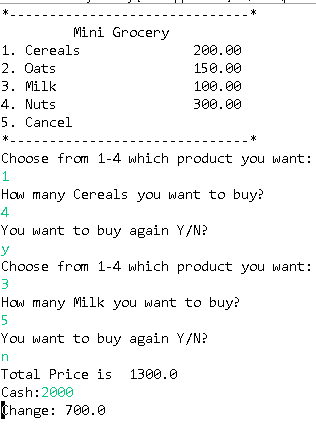 *------------------------------*
Mini Grocery
1. Cereals 200.00
2. Oats 150.00
3. Milk 100.00
4. Nuts 300.00
5. Cancel
*------------------------------*
Choose from 1-4 which product you want:
1
How many Cereals you want to buy?
4
You want to buy again Y/N?
y
Choose from 1-4 which product you want:
3
How many Milk you want to buy?
5
You want to buy again Y/N?
n
Total Price is 1300.0
Cash:2000
Change: 700.0